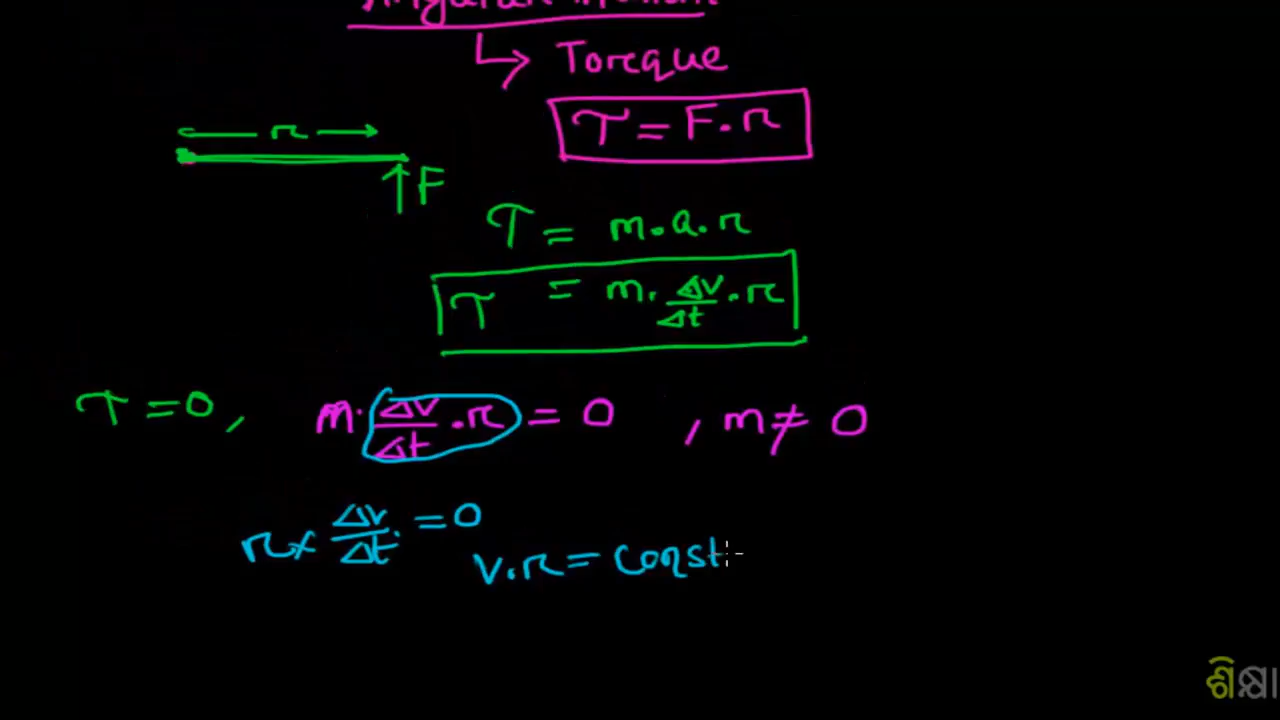 Torque
τ = F.r
r
F
τ = m.a.r
τ = m. Δv/Δt .r
τ = 0, m. Δv/Δt .r = 0 , m ≠ 0
r× Δv/Δt = 0
v.r = const
ଶିକ୍ଷା